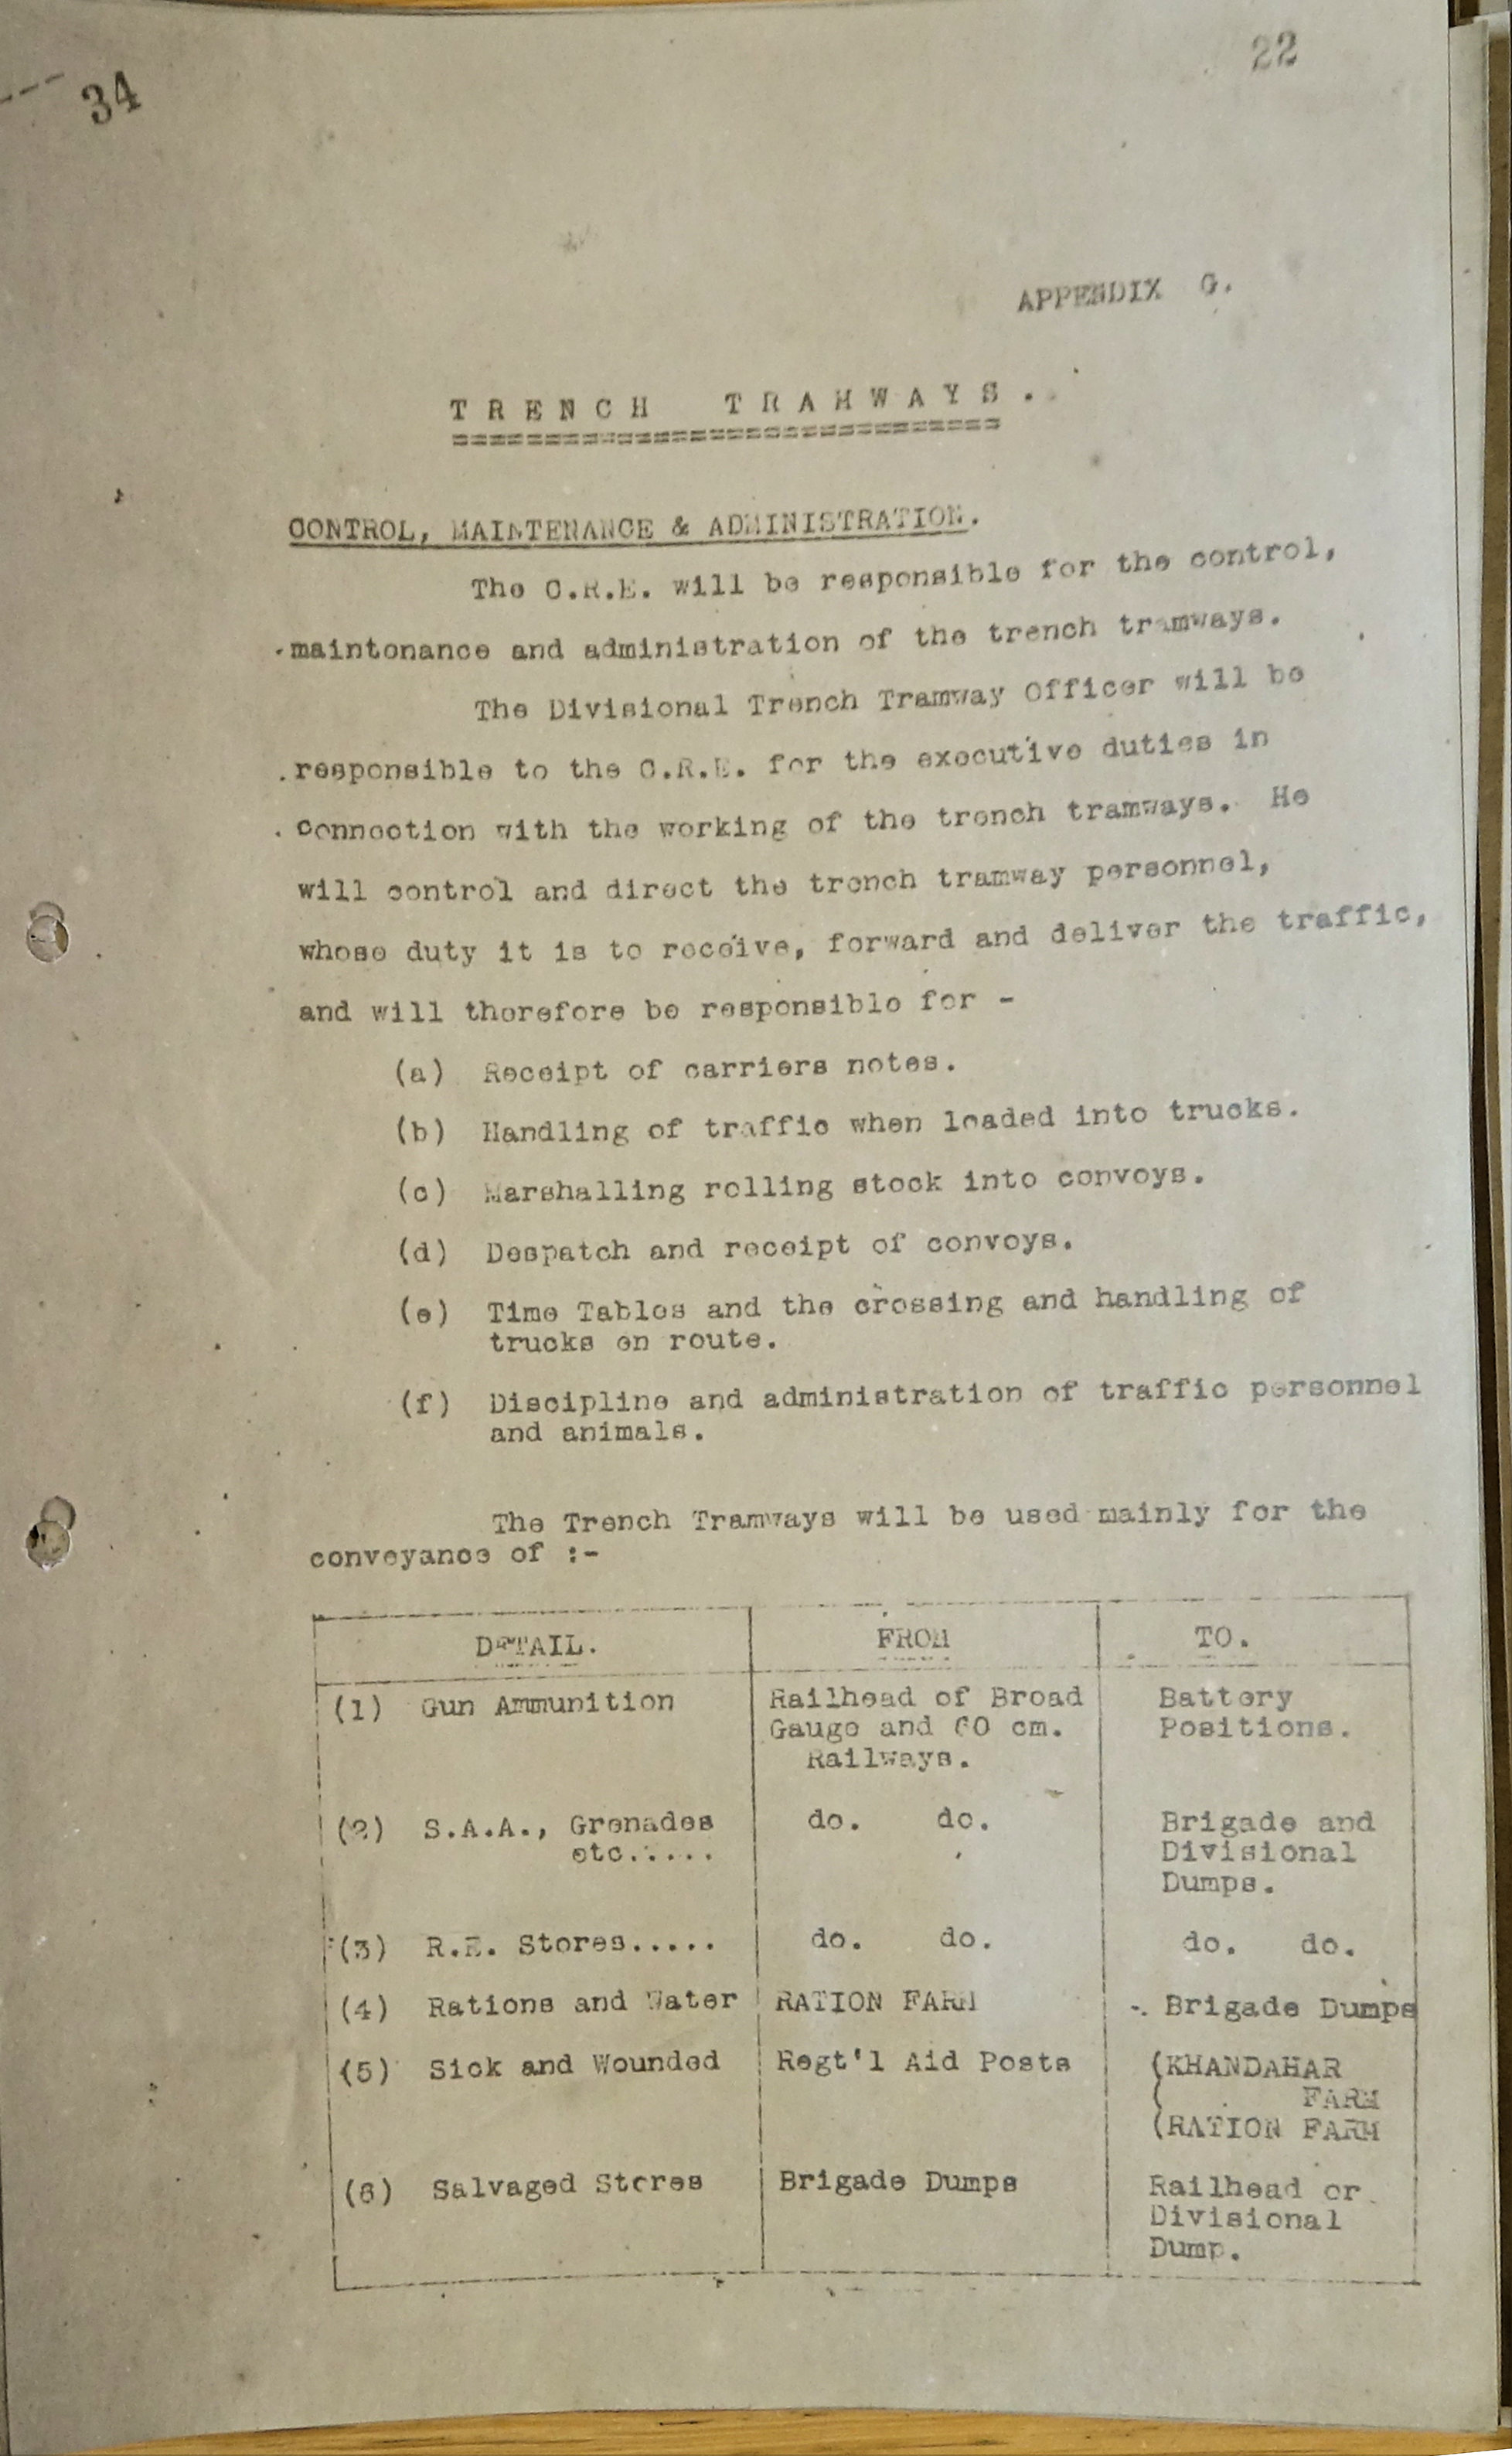 34
22
APPENDIX G.
TRENCH TRAMWAYS.
CONTROL, MAINTENANCE & ADMINISTRATION.
The C.R.E. will be responsible for the control,
maintenance and administration of the trench tramways.
The Divisional Trench Tramway Officer will be
responsible to the C.R.E. for the executive duties in
connection with the working of the trench tramways. He
will control and direct the trench tramway personnel,
whose duty it is to receive, forward and deliver the traffic,
and will therefore be responsible for -
(a) Receipt of carriers notes.
(b) Handling of traffic when loaded into trucks.
(c) Marshalling rolling stock into convoys.
(d) Despatch and receipt of convoys.
(e) Time Tables and the crossing and handling of
trucks en route.
(f) Discipline and administration of traffic personnel
and animals.
The Trench Tramways will be used mainly for the
conveyance of :-
DETAIL. FROM TO.
(1) Gun Ammunition Railhead of Broad Battery
Gauge and 60 cm. Positions.
Railways.
(2) S.A.A., Grenades do. do. Brigade and
etc..... Divisional
Dumps.
(3) R.E. Stores..... do. do. do. do.
(4) Rations and Water RATION FARM Brigade Dumps
(5) Sick and Wounded Regt'l Aid Posts (KHANDAHAR
( FARM
(RATION FARM
(6) Salvaged Stores Brigade Dumps Railhead or
Divisional
Dump.